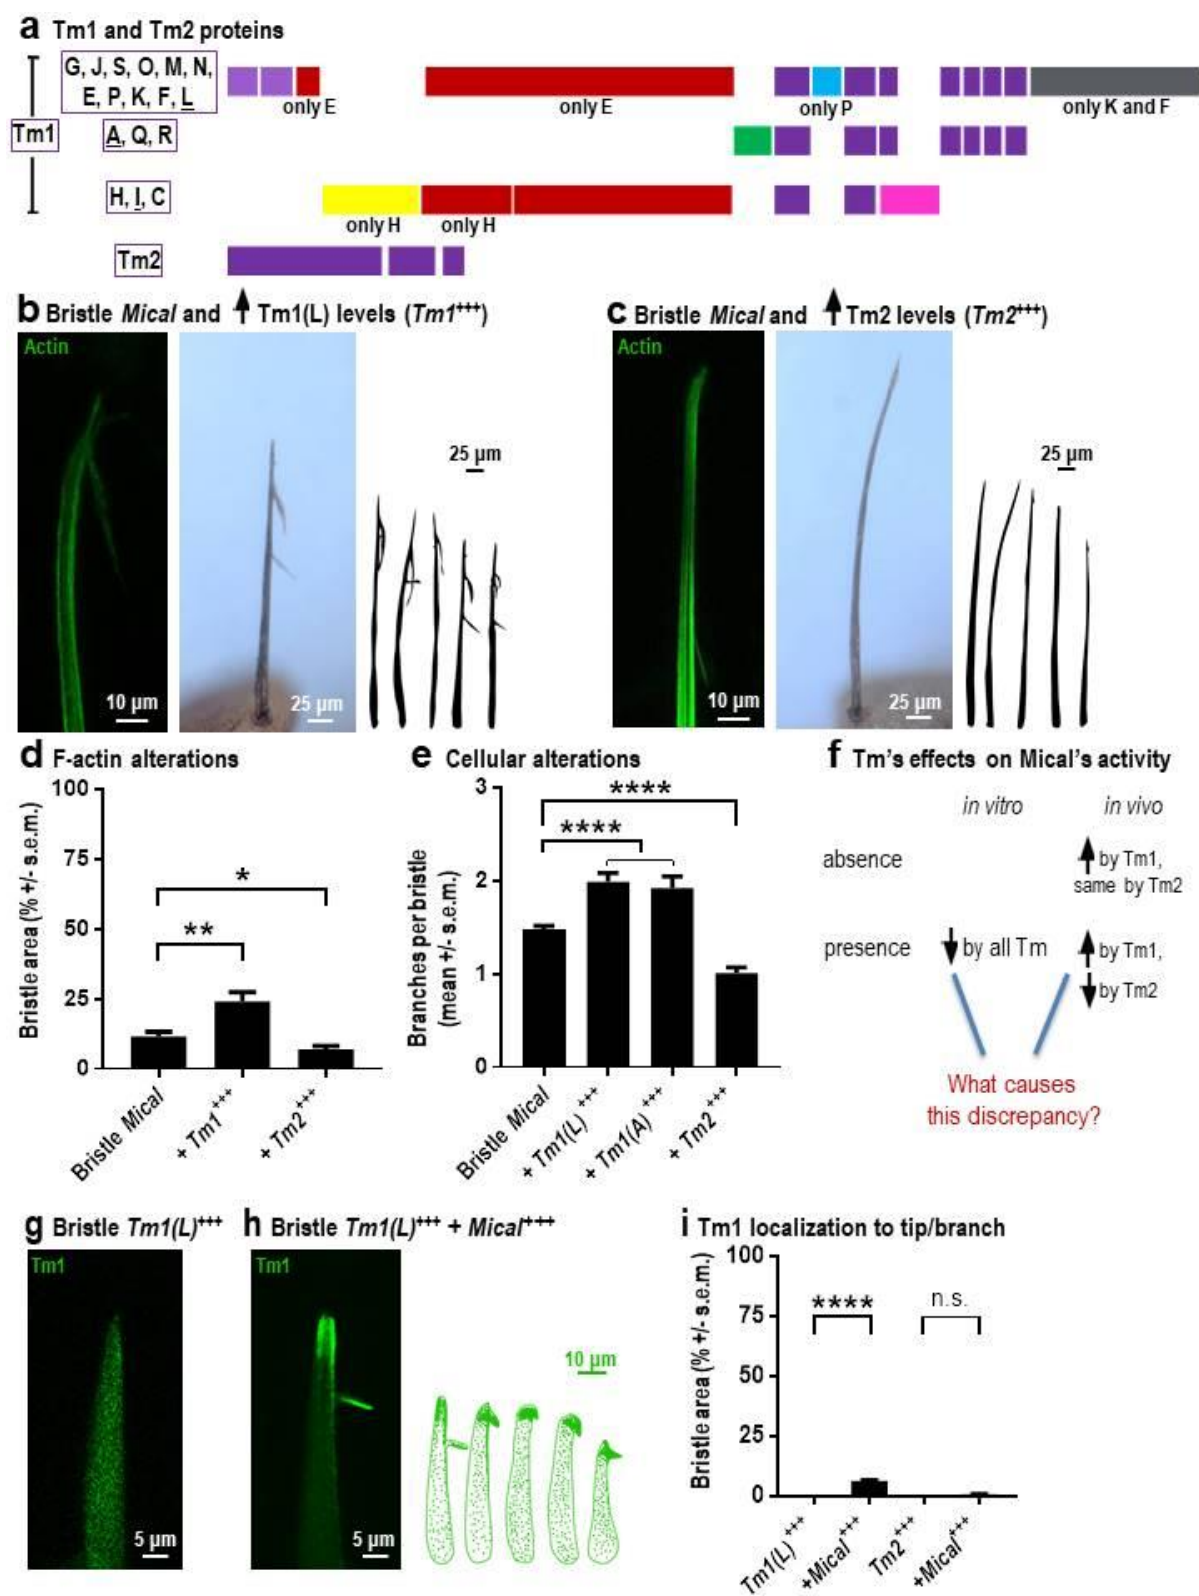 a Tm1 and Tm2 proteins
G, J, S, O, M, N,
E, P, K, F, L
only E
only E
only P
only K and F
Tm1
A, Q, R
H, I, C
only H
only H
Tm2
b Bristle Mical and ↑ Tm1(L) levels (Tm1+++)
Actin
10 µm
25 µm
25 µm
c Bristle Mical and ↑ Tm2 levels (Tm2+++)
Actin
10 µm
25 µm
25 µm
d F-actin alterations
Bristle area (% +/- s.e.m.)
100
75
50
25
0
*
**
Bristle Mical
+ Tm1+++
+ Tm2+++
e Cellular alterations
Branches per bristle
(mean +/- s.e.m.)
3
2
1
0
****
****
Bristle Mical
+ Tm1(L)+++
+ Tm1(A)+++
+ Tm2+++
f Tm's effects on Mical's activity
in vitro in vivo
absence
↑ by Tm1,
same by Tm2
presence ↓ by all Tm ↑ by Tm1,
↓ by Tm2
What causes
this discrepancy?
g Bristle Tm1(L)+++
Tm1
5 µm
h Bristle Tm1(L)+++ + Mical+++
Tm1
5 µm
10 µm
i Tm1 localization to tip/branch
Bristle area (% +/- s.e.m.)
100
75
50
25
0
****
n.s.
Tm1(L)+++
+Mical+++
Tm2+++
+Mical+++